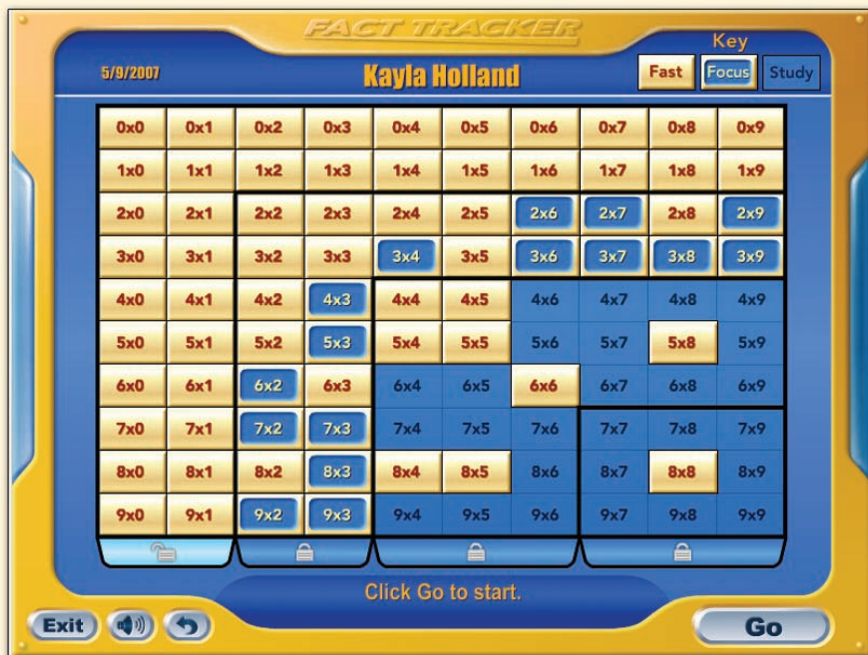 FACT TRACKER
Key
5/9/2007 Kayla Holland Fast Focus Study
0x0 0x1 0x2 0x3 0x4 0x5 0x6 0x7 0x8 0x9
1x0 1x1 1x2 1x3 1x4 1x5 1x6 1x7 1x8 1x9
2x0 2x1 2x2 2x3 2x4 2x5 2x6 2x7 2x8 2x9
3x0 3x1 3x2 3x3 3x4 3x5 3x6 3x7 3x8 3x9
4x0 4x1 4x2 4x3 4x4 4x5 4x6 4x7 4x8 4x9
5x0 5x1 5x2 5x3 5x4 5x5 5x6 5x7 5x8 5x9
6x0 6x1 6x2 6x3 6x4 6x5 6x6 6x7 6x8 6x9
7x0 7x1 7x2 7x3 7x4 7x5 7x6 7x7 7x8 7x9
8x0 8x1 8x2 8x3 8x4 8x5 8x6 8x7 8x8 8x9
9x0 9x1 9x2 9x3 9x4 9x5 9x6 9x7 9x8 9x9
Click Go to start.
Exit Go